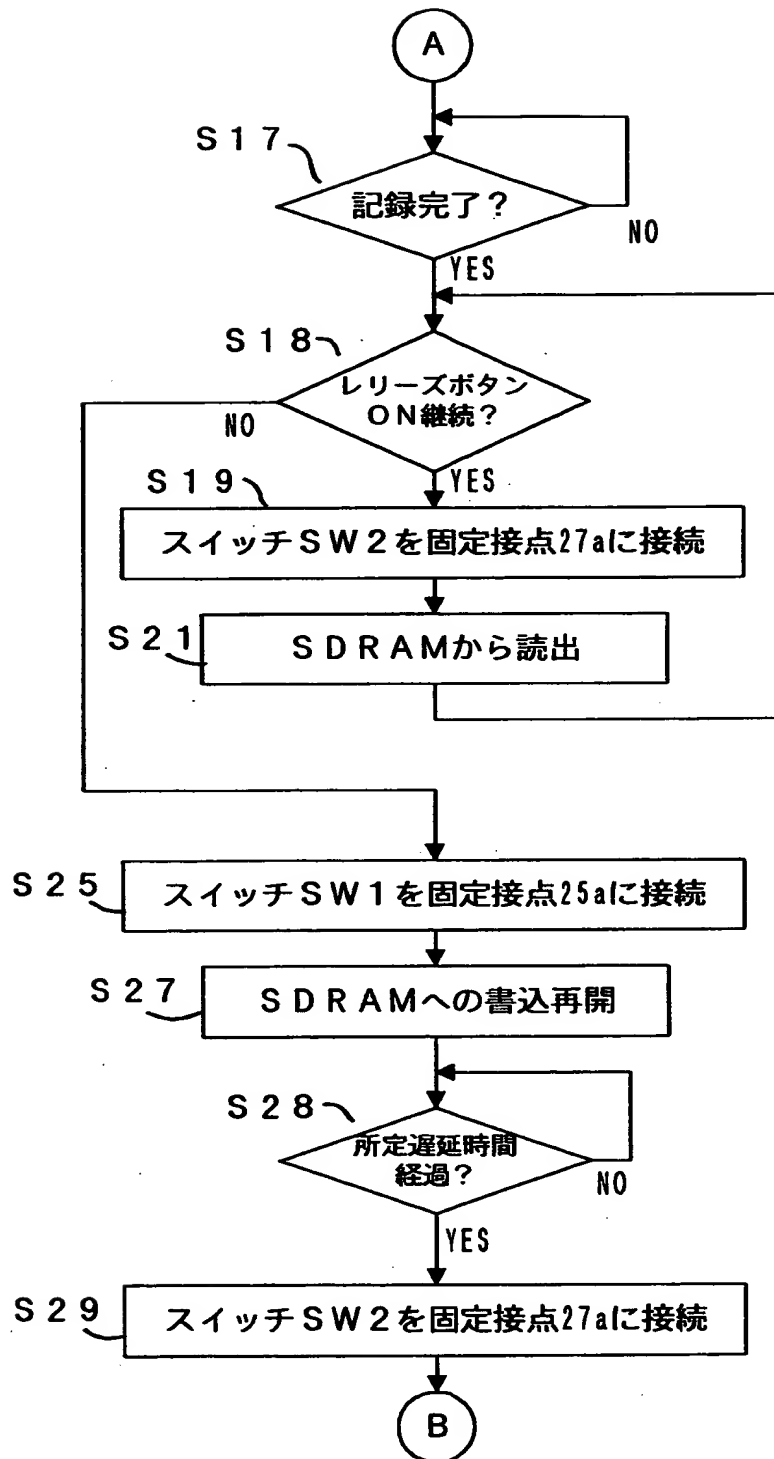 A
S17
記録完了?
NO
YES
S18
レリーズボタン
ON継続?
NO
YES
S19
スイッチSW2を固定接点27aに接続
S21
SDRAMから読出
S25
スイッチSW1を固定接点25aに接続
S27
SDRAMへの書込再開
S28
所定遅延時間
経過?
NO
YES
S29
スイッチSW2を固定接点27aに接続
B